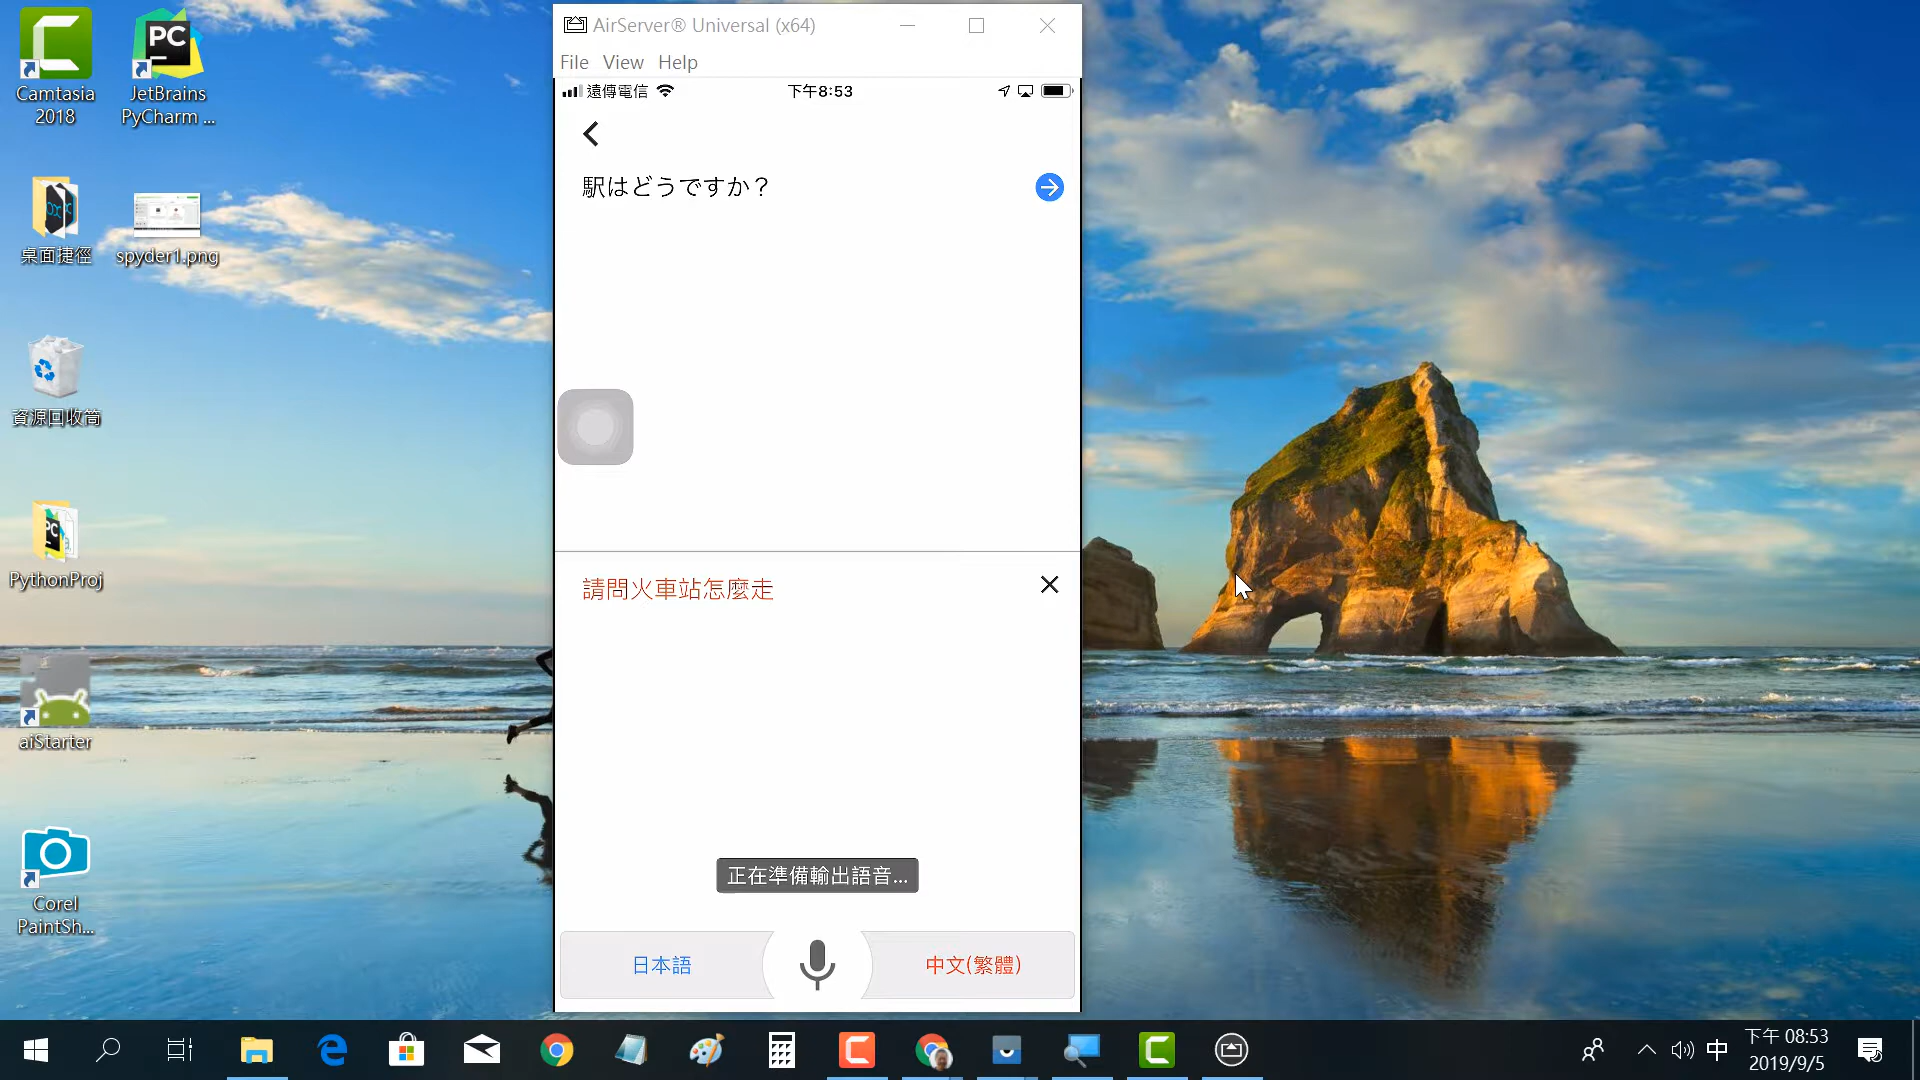 Camtasia
2018
JetBrains
PyCharm ...
桌面捷徑
spyder1.png
資源回收筒
PythonProj
aiStarter
Corel
PaintSh...
AirServer® Universal (x64)
File View Help
遠傳電信
下午8:53
駅はどうですか？
請問火車站怎麼走
正在準備輸出語音...
日本語
中文(繁體)
中
下午 08:53
2019/9/5